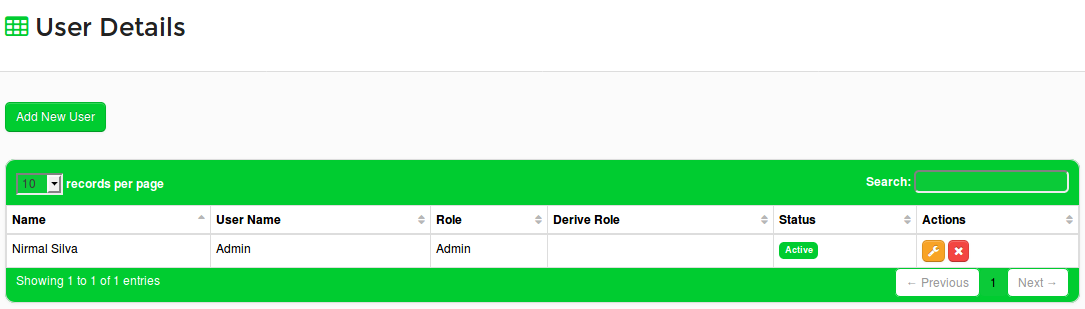 User Details
Add New User
10 records per page Search:
Name User Name Role Derive Role Status Actions
Nirmal Silva Admin Admin Active
Showing 1 to 1 of 1 entries ← Previous 1 Next →